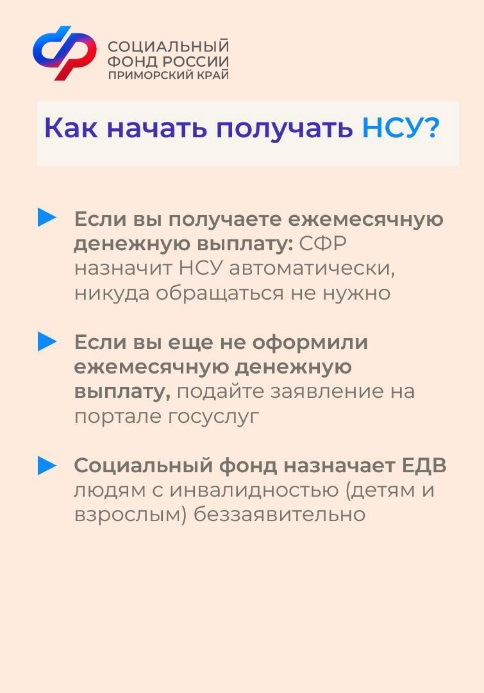 СОЦИАЛЬНЫЙ
ФОНД РОССИИ
ПРИМОРСКИЙ КРАЙ
Как начать получать НСУ?
Если вы получаете ежемесячную
денежную выплату: СФР
назначит НСУ автоматически,
никуда обращаться не нужно
Если вы еще не оформили
ежемесячную денежную
выплату, подайте заявление на
портале госуслуг
Социальный фонд назначает ЕДВ
людям с инвалидностью (детям и
взрослым) беззаявительно